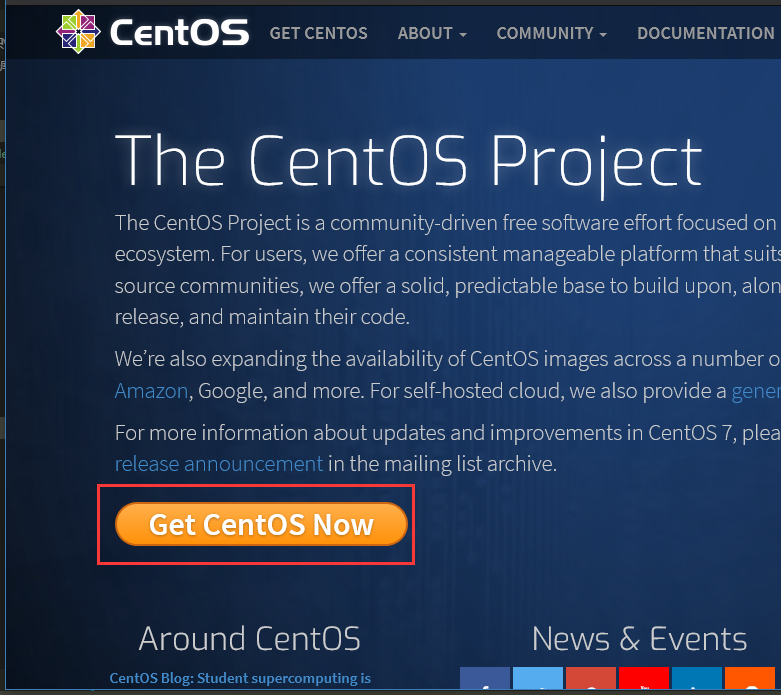 CentOS GET CENTOS ABOUT COMMUNITY DOCUMENTATION
The CentOS Project
The CentOS Project is a community-driven free software effort focused on
ecosystem. For users, we offer a consistent manageable platform that suits
source communities, we offer a solid, predictable base to build upon, alon
release, and maintain their code.
We're also expanding the availability of CentOS images across a number o
Amazon, Google, and more. For self-hosted cloud, we also provide a gener
For more information about updates and improvements in CentOS 7, plea
release announcement in the mailing list archive.
Get CentOS Now
Around CentOS
News & Events
CentOS Blog: Student supercomputing is